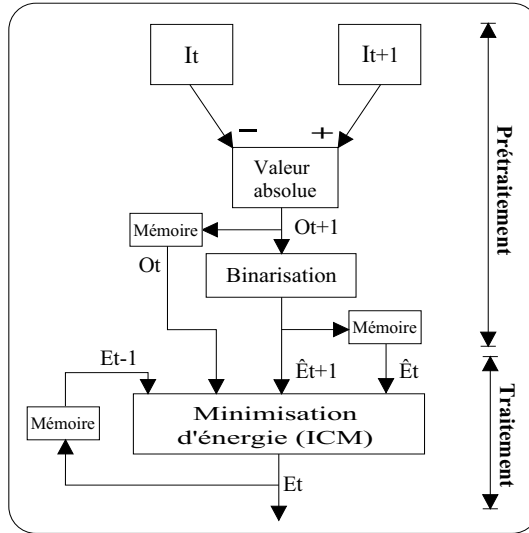 It
It+1
Valeur
absolue
Mémoire
Ot+1
Ot
Binarisation
Mémoire
Et-1
Êt+1
Êt
Mémoire
Minimisation
d'énergie (ICM)
Et
Prétraitement
Traitement